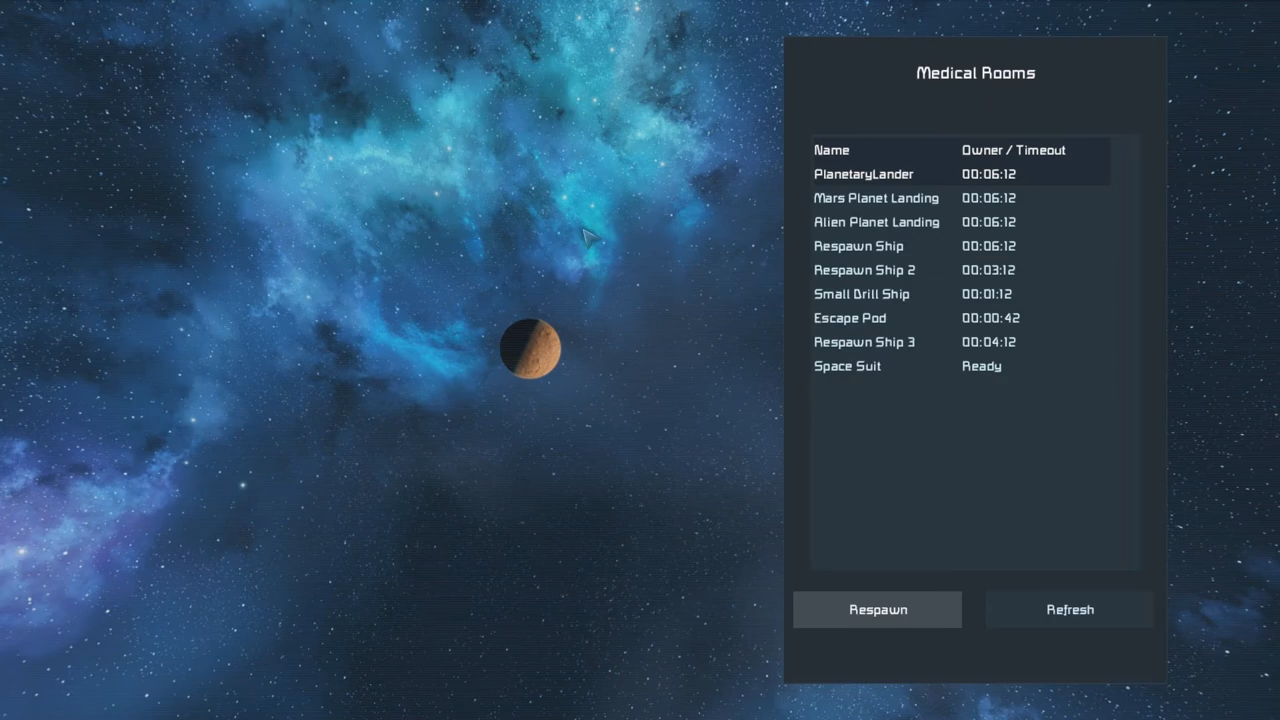 Medical Rooms
Name Owner / Timeout
PlanetaryLander 00:06:12
Mars Planet Landing 00:06:12
Alien Planet Landing 00:06:12
Respawn Ship 00:06:12
Respawn Ship 2 00:03:12
Small Drill Ship 00:01:12
Escape Pod 00:00:42
Respawn Ship 3 00:04:12
Space Suit Ready
Respawn Refresh